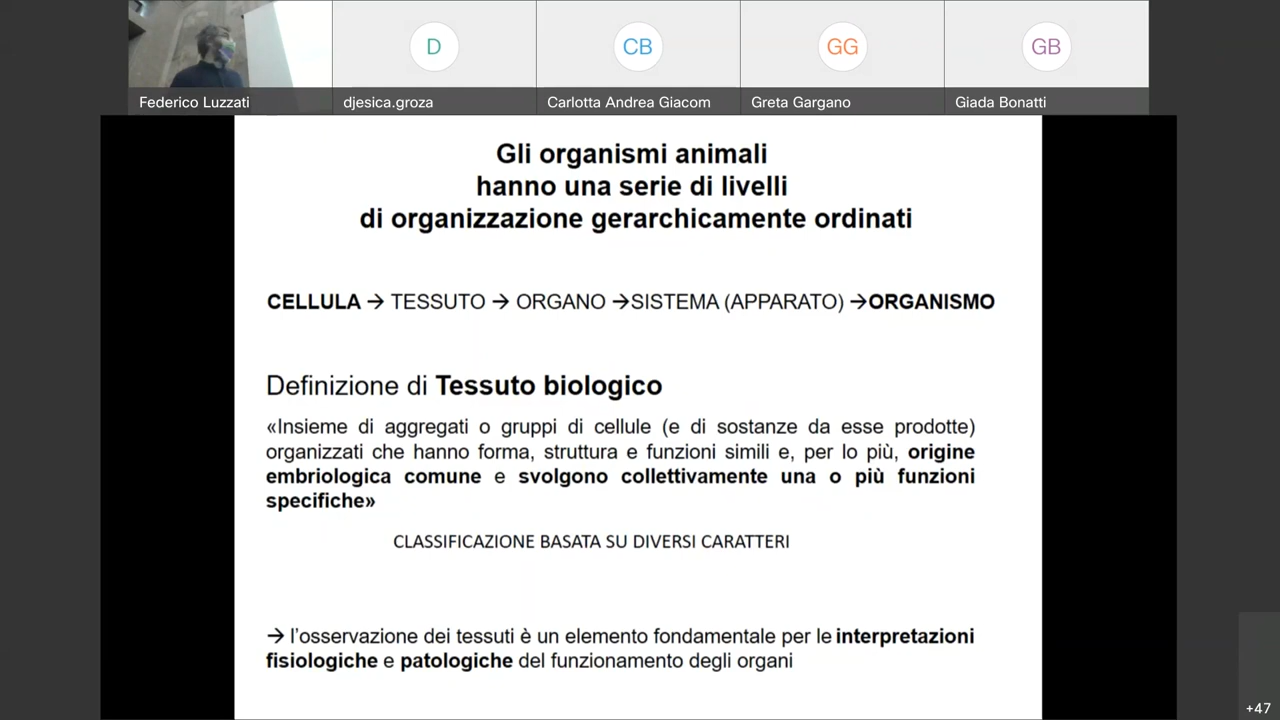 D
CB
GG
GB
Federico Luzzati
djesica.groza
Carlotta Andrea Giacom
Greta Gargano
Giada Bonatti
Gli organismi animali
hanno una serie di livelli
di organizzazione gerarchicamente ordinati
CELLULA → TESSUTO → ORGANO →SISTEMA (APPARATO) →ORGANISMO
Definizione di Tessuto biologico
«Insieme di aggregati o gruppi di cellule (e di sostanze da esse prodotte)
organizzati che hanno forma, struttura e funzioni simili e, per lo più, origine
embriologica comune e svolgono collettivamente una o più funzioni
specifiche»
CLASSIFICAZIONE BASATA SU DIVERSI CARATTERI
→ l'osservazione dei tessuti è un elemento fondamentale per le interpretazioni
fisiologiche e patologiche del funzionamento degli organi
+47